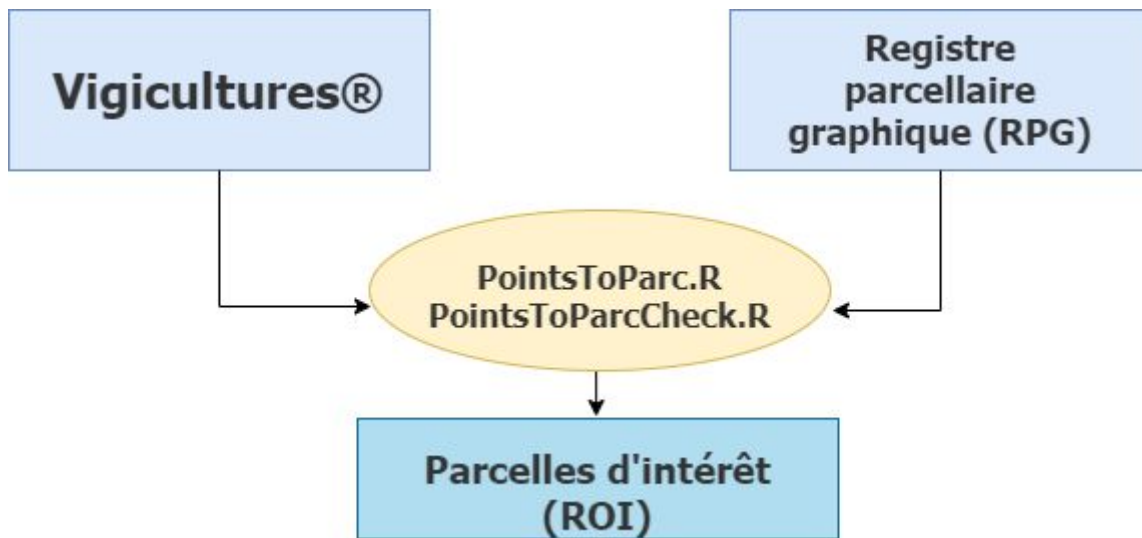 Vigicultures®
Registre
parcellaire
graphique (RPG)
PointsToParc.R
PointsToParcCheck.R
Parcelles d'intérêt
(ROI)